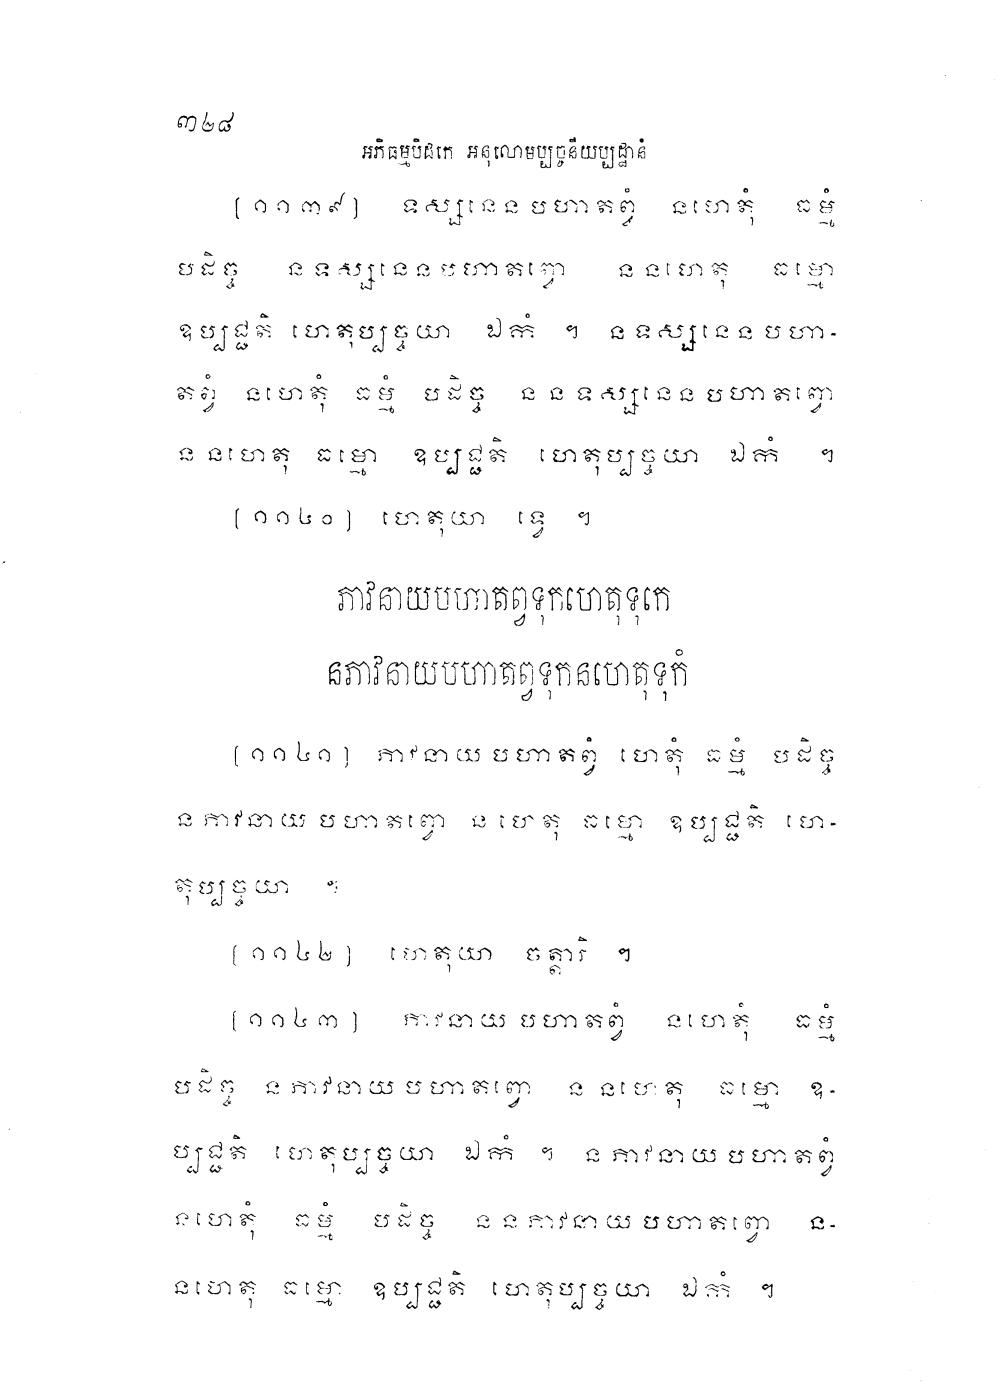 ៣២៨
អភិធម្មបិដកេ អនុលោមប្បច្ចនីយប្បដ្ឋានំ
[១១៣៩] ទស្សនេនបហាតព្វំ នហេតុំ ធម្មំ
បដិច្ច នទស្សនេនបហាតព្វោ ននហេតុ ធម្មោ
ឧប្បជ្ជតិ ហេតុប្បច្ចយា ឯកំ ។ នទស្សនេនបហា-
តព្វំ នហេតុំ ធម្មំ បដិច្ច ននទស្សនេនបហាតព្វោ
ននហេតុ ធម្មោ ឧប្បជ្ជតិ ហេតុប្បច្ចយា ឯកំ ។
[១១៤០] ហេតុយា ទ្វេ ។
ភាវនាយបហាតព្វទុកហេតុទុកេ
នភាវនាយបហាតព្វទុកនហេតុទុកំ
[១១៤១] ភាវនាយបហាតព្វំ ហេតុំ ធម្មំ បដិច្ច
នភាវនាយបហាតព្វោ នហេតុ ធម្មោ ឧប្បជ្ជតិ ហេ-
តុប្បច្ចយា ។
[១១៤២] ហេតុយា ចត្តារិ ។
[១១៤៣] ភាវនាយបហាតព្វំ នហេតុំ ធម្មំ
បដិច្ច នភាវនាយបហាតព្វោ ននហេតុ ធម្មោ ឧ-
ប្បជ្ជតិ ហេតុប្បច្ចយា ឯកំ ។ នភាវនាយបហាតព្វំ
នហេតុំ ធម្មំ បដិច្ច ននភាវនាយបហាតព្វោ ន-
នហេតុ ធម្មោ ឧប្បជ្ជតិ ហេតុប្បច្ចយា ឯកំ ។